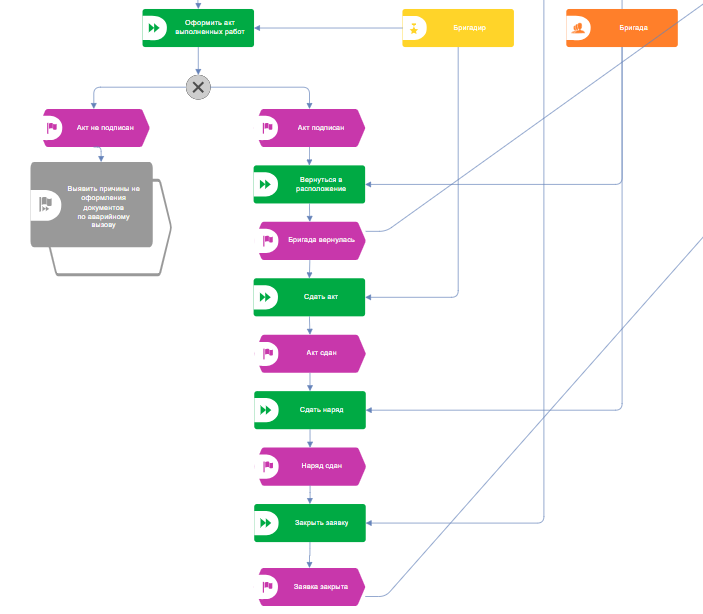 Оформить акт
выполненных работ
Бригадир
Бригада
Акт не подписан
Акт подписан
Выявить причины не
оформления
документов
по аварийному
вызову
Вернуться в
расположение
Бригада вернулась
Сдать акт
Акт сдан
Сдать наряд
Наряд сдан
Закрыть заявку
Заявка закрыта